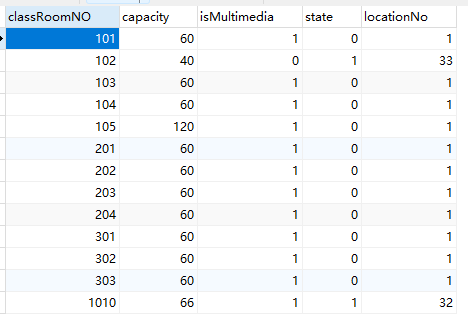 classRoomNO capacity isMultimedia state locationNo
101 60 1 0 1
102 40 0 1 33
103 60 1 0 1
104 60 1 0 1
105 120 1 0 1
201 60 1 0 1
202 60 1 0 1
203 60 1 0 1
204 60 1 0 1
301 60 1 0 1
302 60 1 0 1
303 60 1 0 1
1010 66 1 1 32